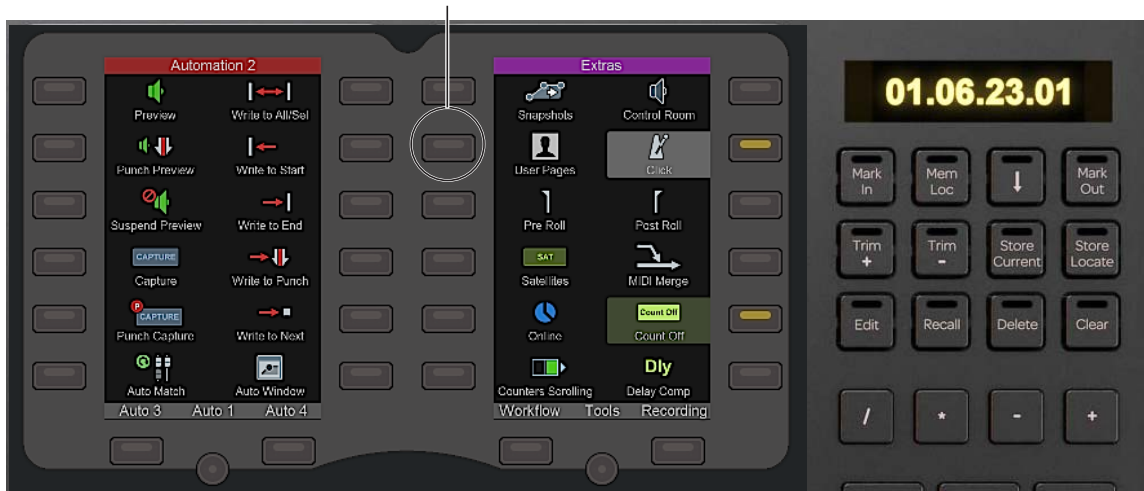 Automation 2
Preview
Write to All/Sel
Punch Preview
Write to Start
Suspend Preview
Write to End
CAPTURE
Capture
Write to Punch
P
CAPTURE
Punch Capture
Write to Next
Auto Match
Auto Window
Auto 3 Auto 1 Auto 4
Extras
Snapshots
Control Room
User Pages
Click
Pre Roll
Post Roll
SAT
Satellites
MIDI Merge
Online
Count Off
Count Off
Counters Scrolling
Dly
Delay Comp
Workflow Tools Recording
01.06.23.01
Mark
In
Mem
Loc
Mark
Out
Trim
+
Trim
-
Store
Current
Store
Locate
Edit
Recall
Delete
Clear
/
*
-
+